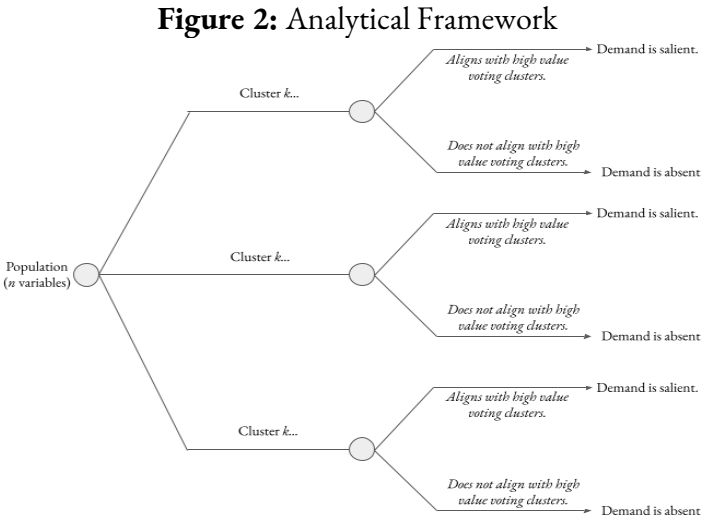 Figure 2: Analytical Framework
Demand is salient.
Aligns with high value
voting clusters.
Cluster k...
Does not align with high
value voting clusters.
Demand is absent
Demand is salient.
Aligns with high value
voting clusters.
Cluster k...
Population
(n variables)
Does not align with high
value voting clusters.
Demand is absent
Demand is salient.
Aligns with high value
voting clusters.
Cluster k...
Does not align with high
value voting clusters.
Demand is absent